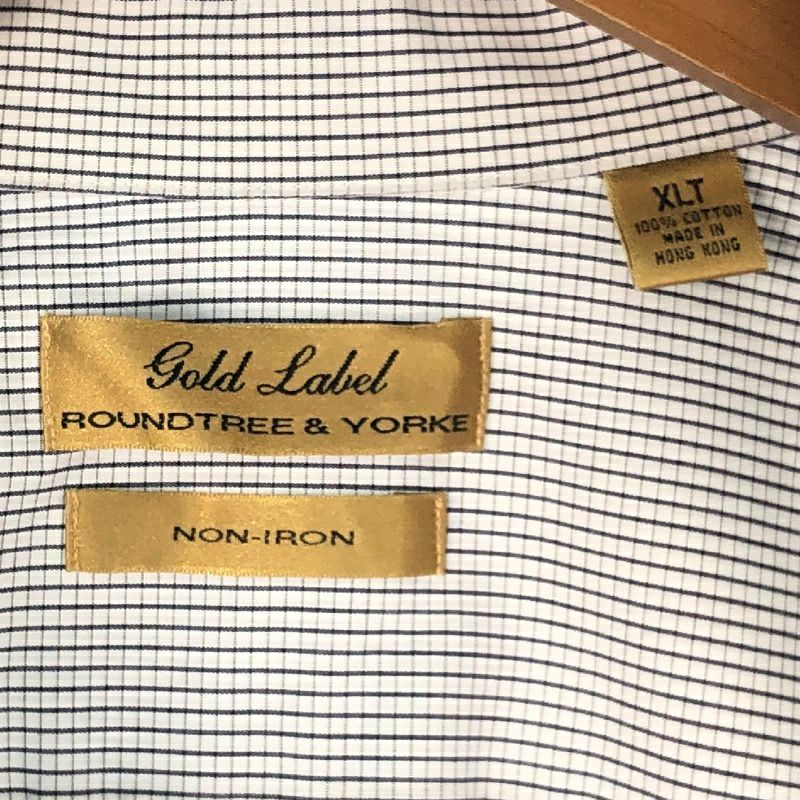 XLT
100% COTTON
MADE IN
HONG KONG
Gold Label
ROUNDTREE & YORKE
NON-IRON